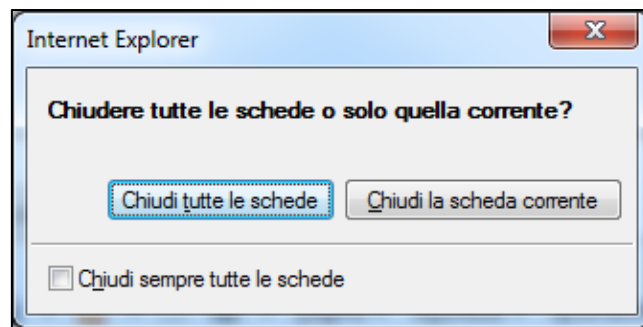 Internet Explorer
Chiudere tutte le schede o solo quella corrente?
Chiudi tutte le schede
Chiudi la scheda corrente
Chiudi sempre tutte le schede